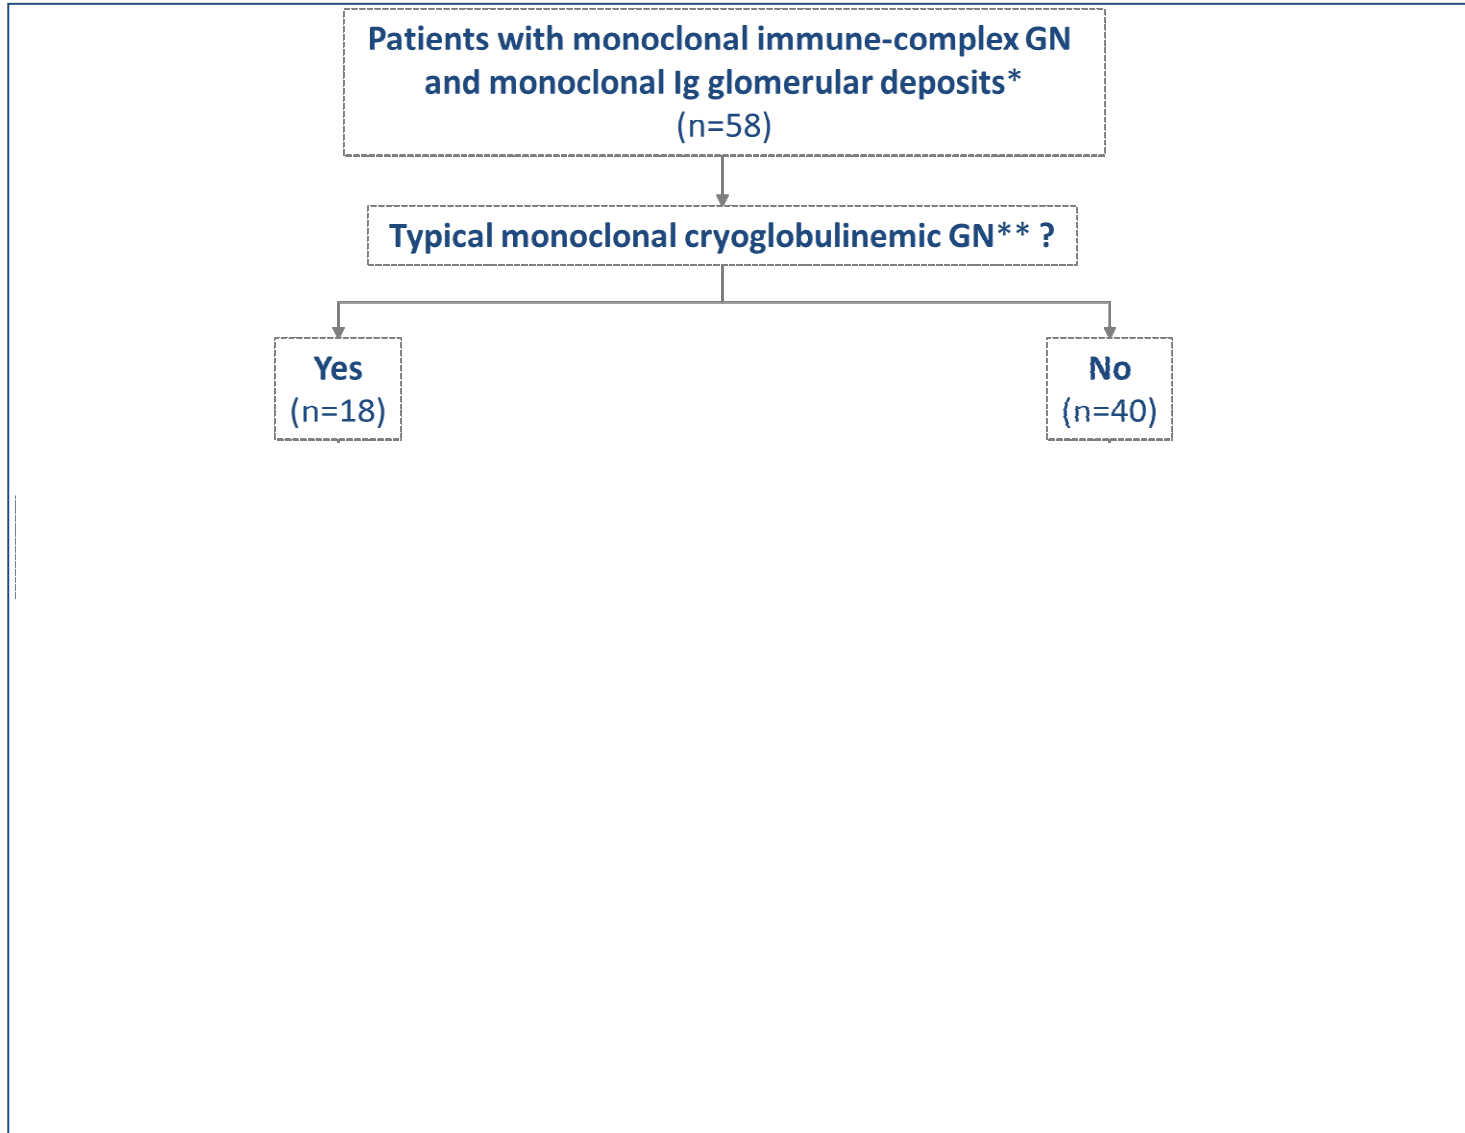 Patients with monoclonal immune-complex GN
and monoclonal Ig glomerular deposits*
(n=58)
Typical monoclonal cryoglobulinemic GN** ?
Yes
(n=18)
No
(n=40)